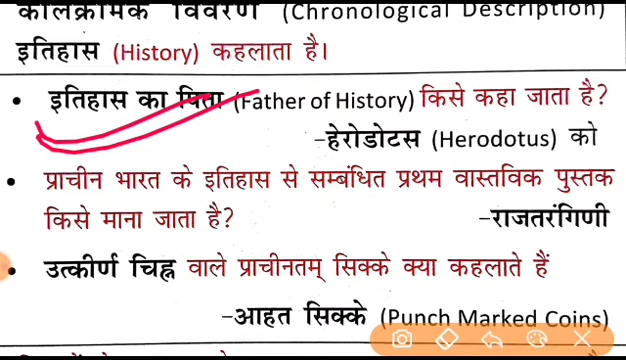 कालक्रमिक विवरण (Chronological Description)
इतिहास (History) कहलाता है।
• इतिहास का पिता (Father of History) किसे कहा जाता है?
-हेरोडोटस (Herodotus) को
• प्राचीन भारत के इतिहास से सम्बंधित प्रथम वास्तविक पुस्तक
किसे माना जाता है? -राजतरंगिणी
• उत्कीर्ण चिह्न वाले प्राचीनतम् सिक्के क्या कहलाते हैं
-आहत सिक्के (Punch Marked Coins)